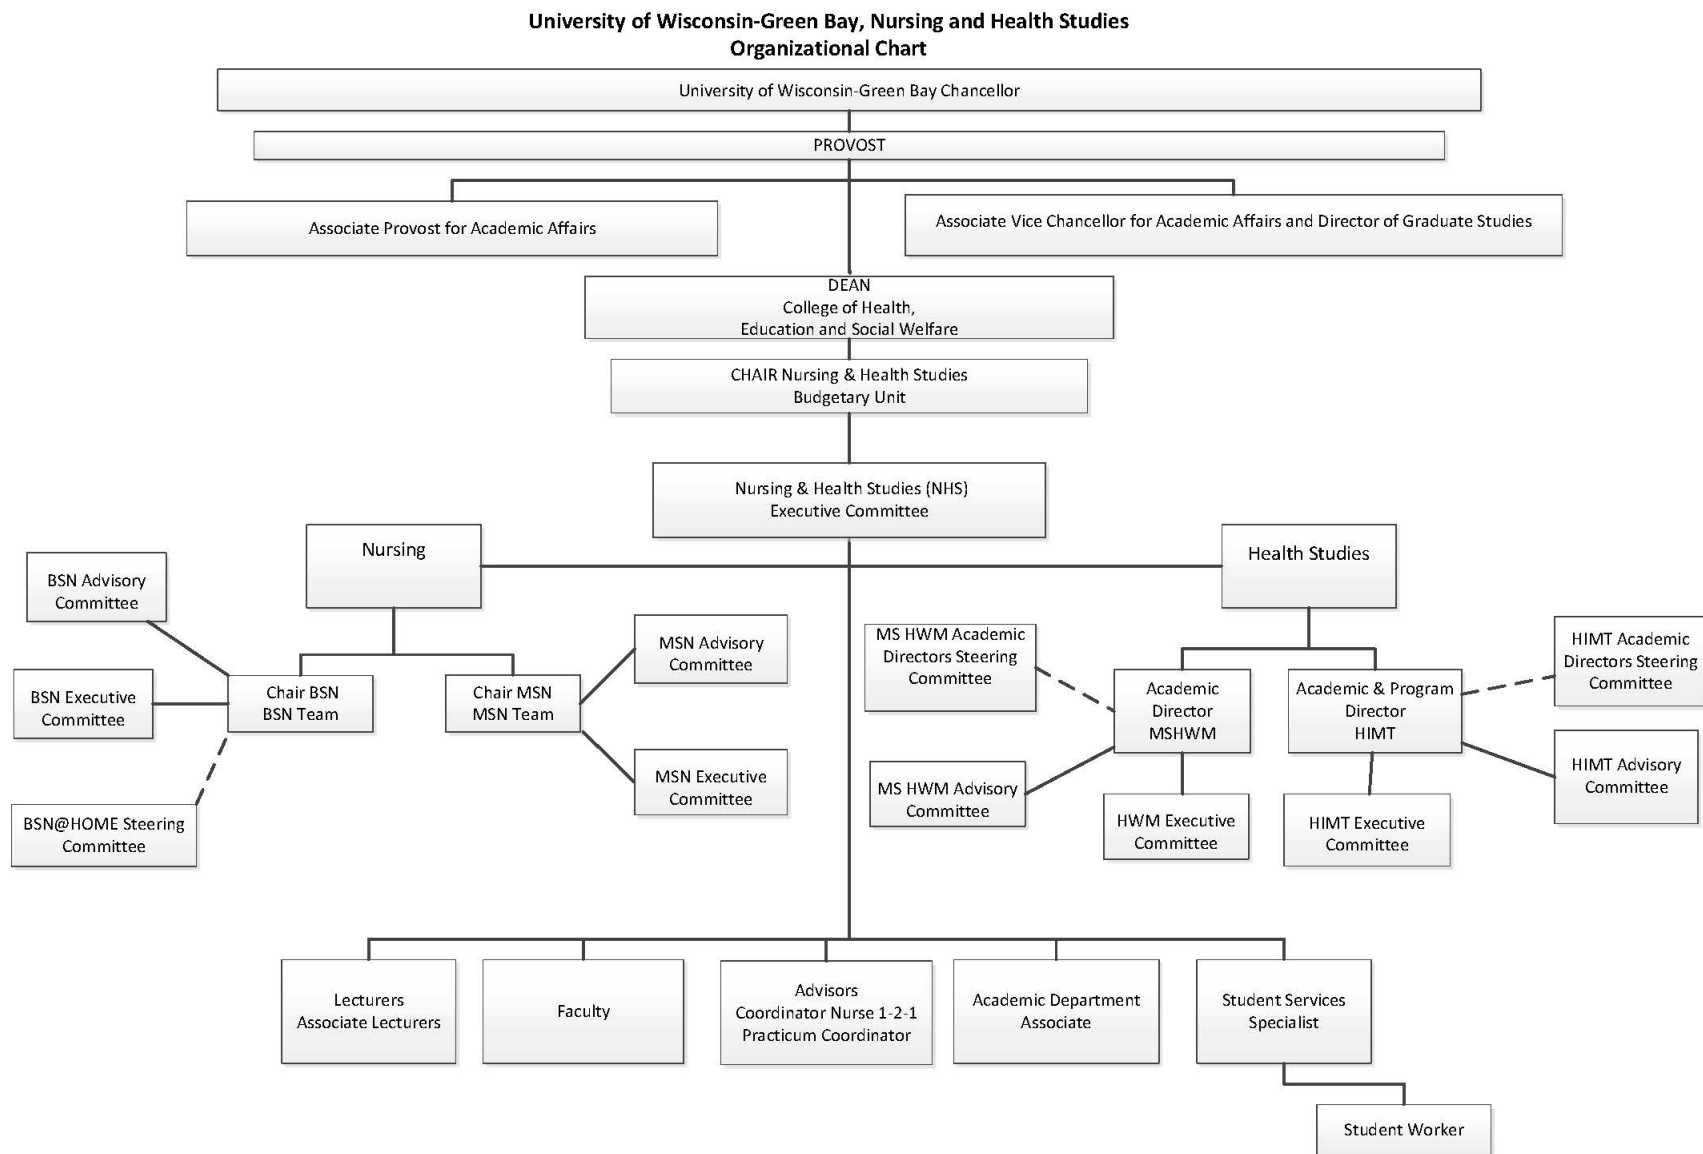 University of Wisconsin-Green Bay, Nursing and Health Studies
Organizational Chart
University of Wisconsin-Green Bay Chancellor
PROVOST
Associate Provost for Academic Affairs
Associate Vice Chancellor for Academic Affairs and Director of Graduate Studies
DEAN
College of Health,
Education and Social Welfare
CHAIR Nursing & Health Studies
Budgetary Unit
Nursing & Health Studies (NHS)
Executive Committee
Nursing
Health Studies
BSN Advisory
Committee
BSN Executive
Committee
BSN@HOME Steering
Committee
Chair BSN
BSN Team
Chair MSN
MSN Team
MSN Advisory
Committee
MSN Executive
Committee
MS HWM Academic
Directors Steering
Committee
MS HWM Advisory
Committee
Academic
Director
MSHWM
HWM Executive
Committee
Academic & Program
Director
HIMT
HIMT Executive
Committee
HIMT Academic
Directors Steering
Committee
HIMT Advisory
Committee
Lecturers
Associate Lecturers
Faculty
Advisors
Coordinator Nurse 1-2-1
Practicum Coordinator
Academic Department
Associate
Student Services
Specialist
Student Worker